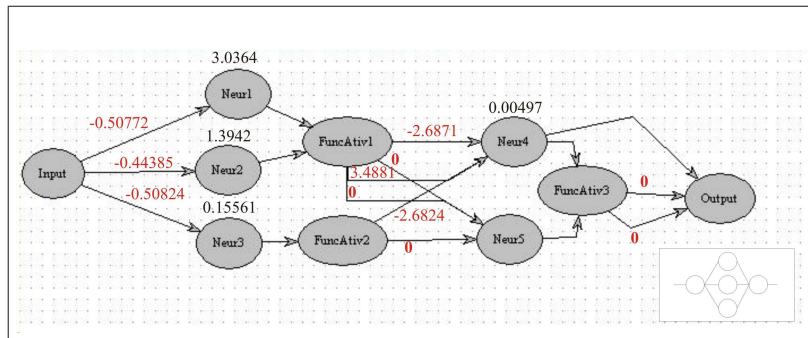 3.0364
Neur1
-0.50772
1.3942
0.00497
FuncAtiv1
-2.6871
Neur4
Input
-0.44385
Neur2
0
3.4881
FuncAtiv3
0
Output
-0.50824
0.15561
0
-2.6824
Neur3
FuncAtiv2
0
Neur5
0